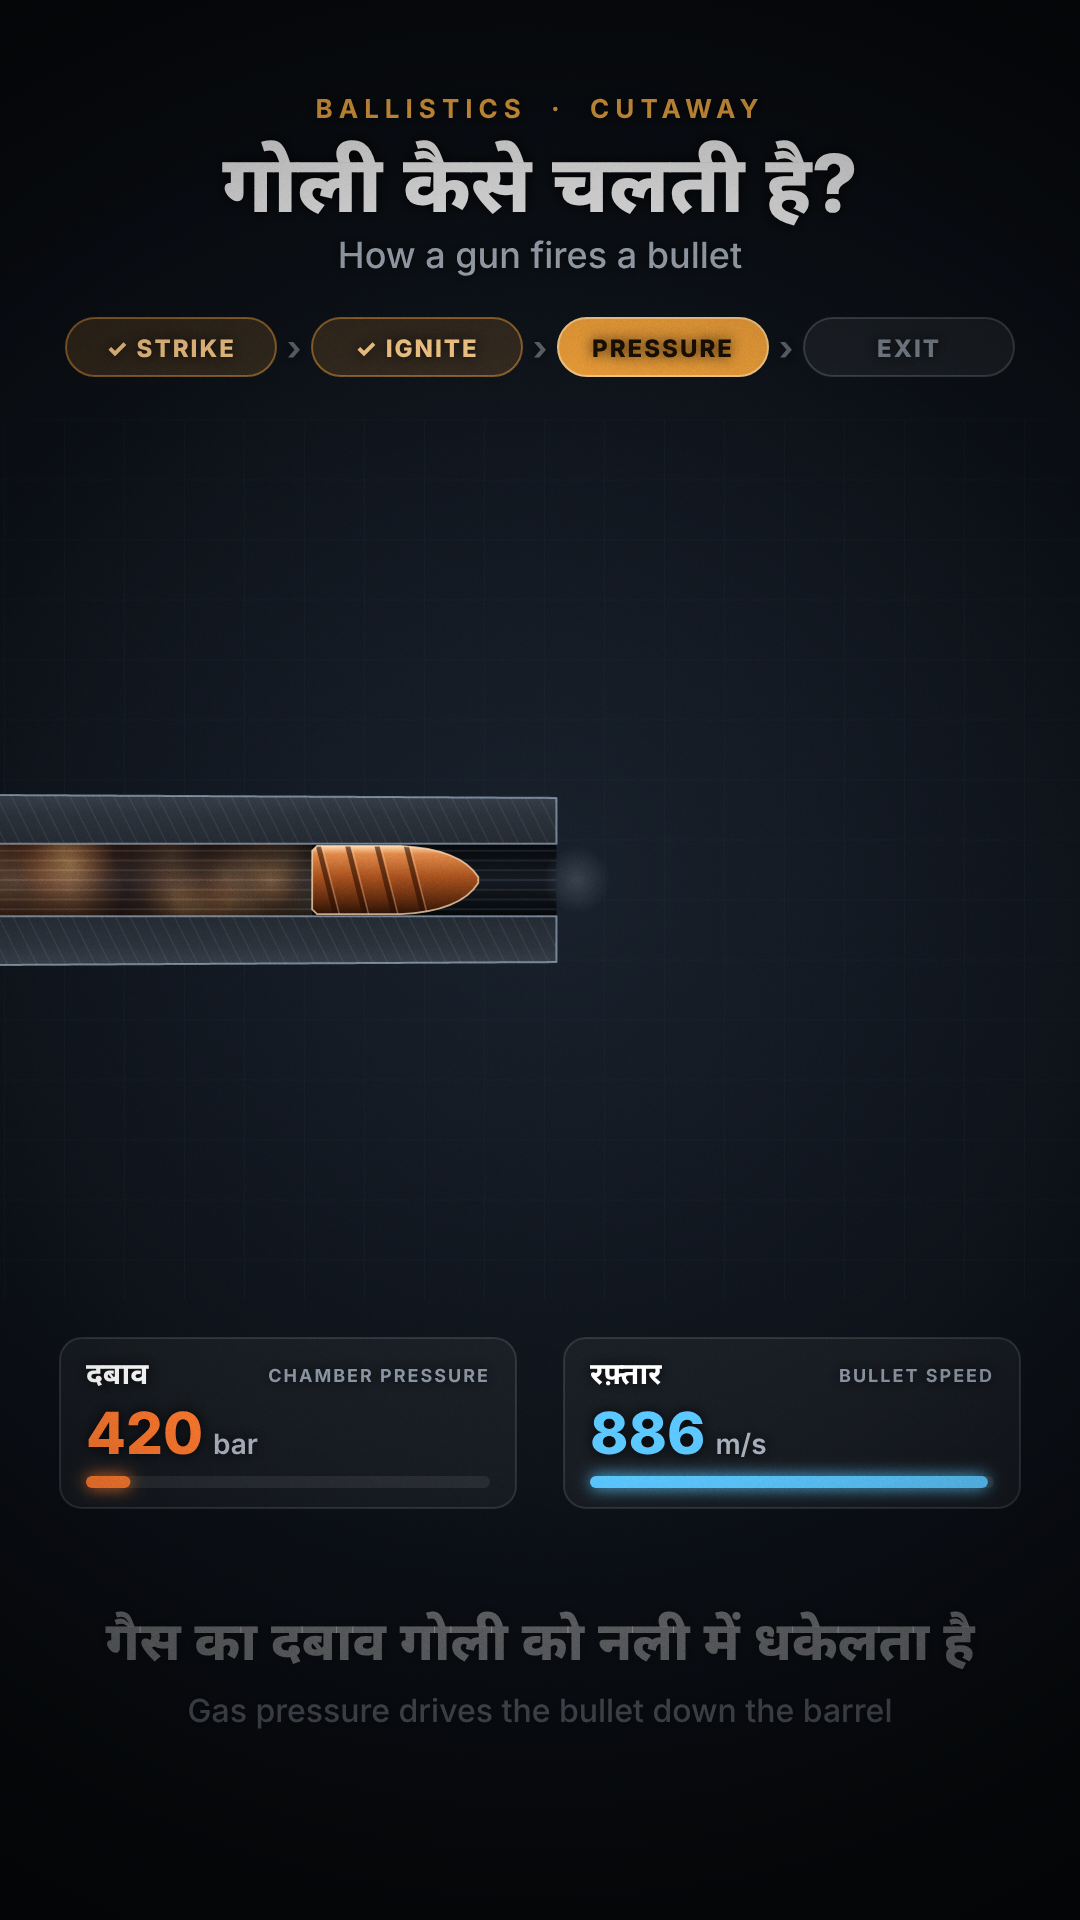 BALLISTICS · CUTAWAY
गोली कैसे चलती है?
How a gun fires a bullet
✓ STRIKE › ✓ IGNITE › PRESSURE › EXIT
दबाव CHAMBER PRESSURE
420 bar
रफ़्तार BULLET SPEED
886 m/s
गैस का दबाव गोली को नली में धकेलता है
Gas pressure drives the bullet down the barrel